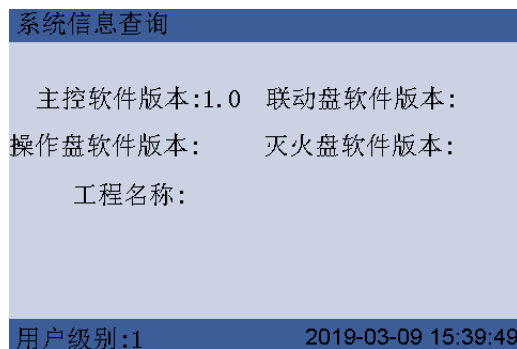 系统信息查询
主控软件版本:1.0 联动盘软件版本:
操作盘软件版本: 灭火盘软件版本:
工程名称:
用户级别:1 2019-03-09 15:39:49